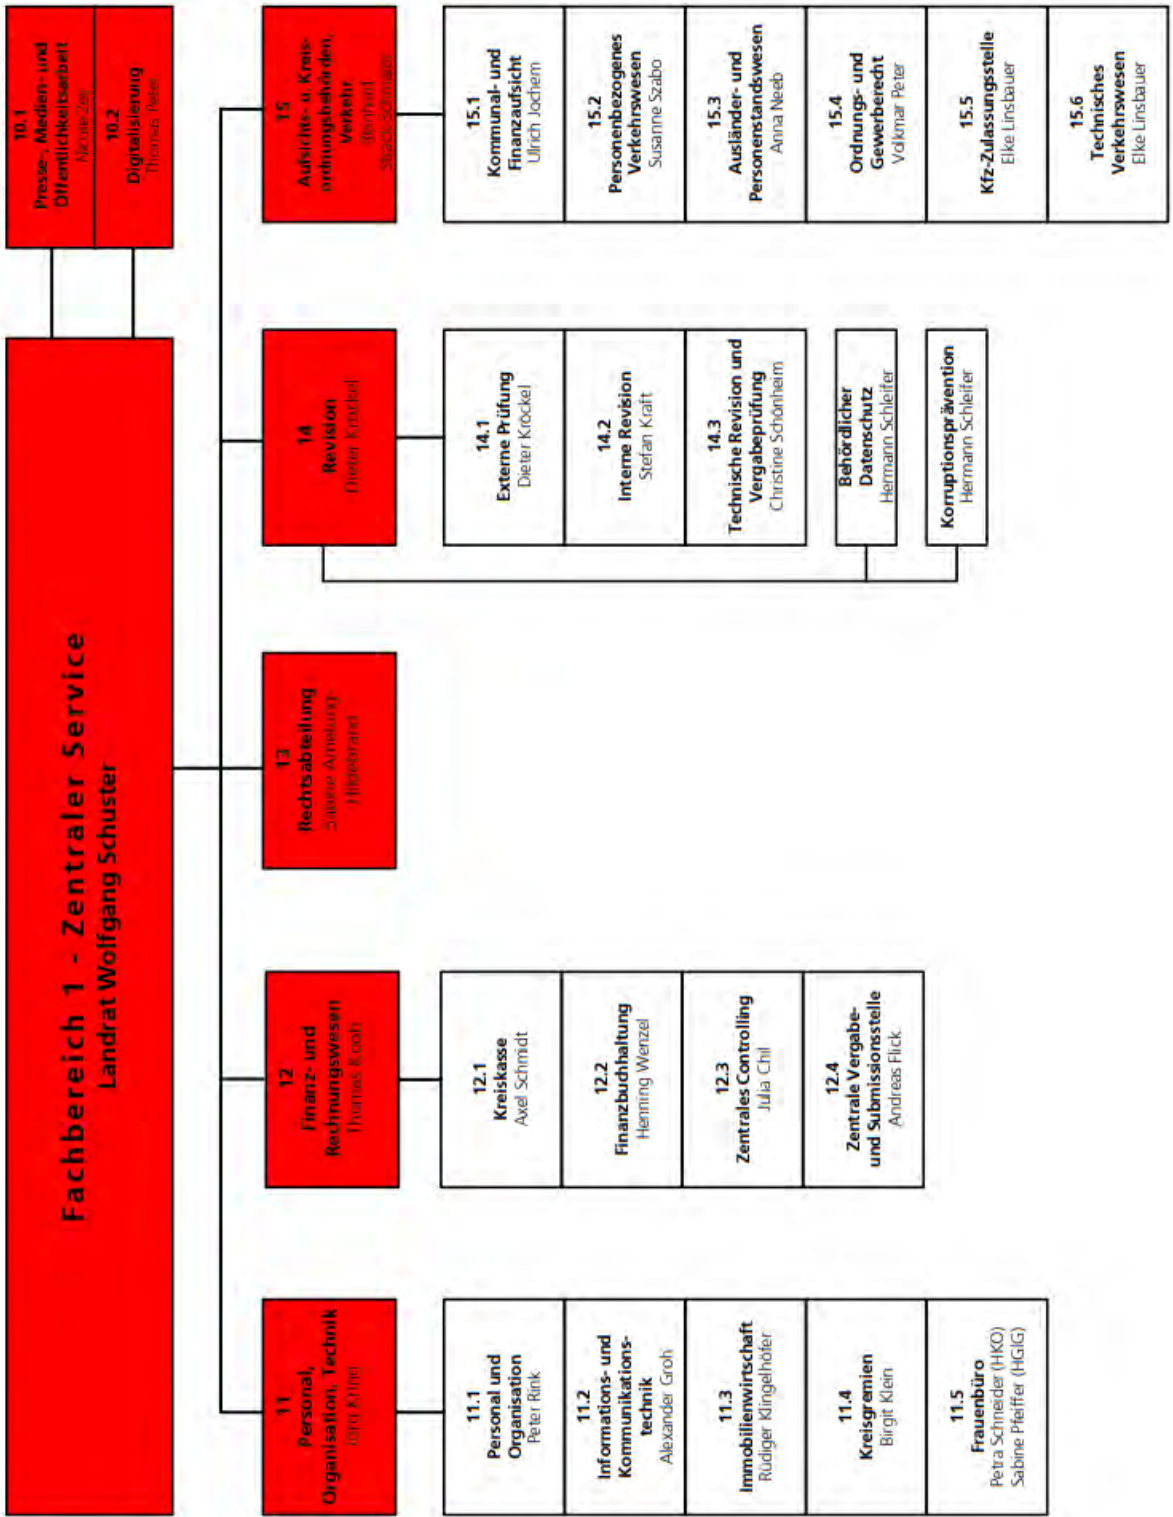 Fachbereich 1 - Zentraler Service
Landrat Wolfgang Schuster
10.1
Presse-, Medien- und
Öffentlichkeitsarbeit
10.2
Digitalisierung
Thomas Peter
11
Personal,
Organisation, Technik
11.1
Personal und
Organisation
Peter Rink
11.2
Informations- und
Kommunikations-
technik
Alexander Groh
11.3
Immobilienwirtschaft
Rüdiger Klingelhöfer
11.4
Kreisgremien
Birgit Klein
11.5
Frauenbüro
Petra Schneider (HKO)
Sabine Pfeiffer (HGlG)
12
Finanz- und
Rechnungswesen
Thomas
12.1
Kreiskasse
Axel Schmidt
12.2
Finanzbuchhaltung
Henning Wenzel
12.3
Zentrales Controlling
Julia Chil
12.4
Zentrale Vergabe-
und Submissionsstelle
Andreas Flick
13
Rechtsabteilung
Sabine Amelung-
Hildebrand
14
Revision
Dieter Kröckel
14.1
Externe Prüfung
Dieter Kröckel
14.2
Interne Revision
Stefan Kraft
14.3
Technische Revision und
Vergabeprüfung
Christine Schönheim
Behördlicher
Datenschutz
Hermann Schleifer
Korruptionsprävention
Hermann Schleifer
15
Aufsichts- u. Kreis-
ordnungsbehörden,
Verkehr
15.1
Kommunal- und
Finanzaufsicht
Ulrich Jochem
15.2
Personenbezogenes
Verkehrswesen
Susanne Szabo
15.3
Ausländer- und
Personenstandswesen
Anna Neeb
15.4
Ordnungs- und
Gewerberecht
Volkmar Peter
15.5
Kfz-Zulassungsstelle
Elke Linsbauer
15.6
Technisches
Verkehrswesen
Elke Linsbauer